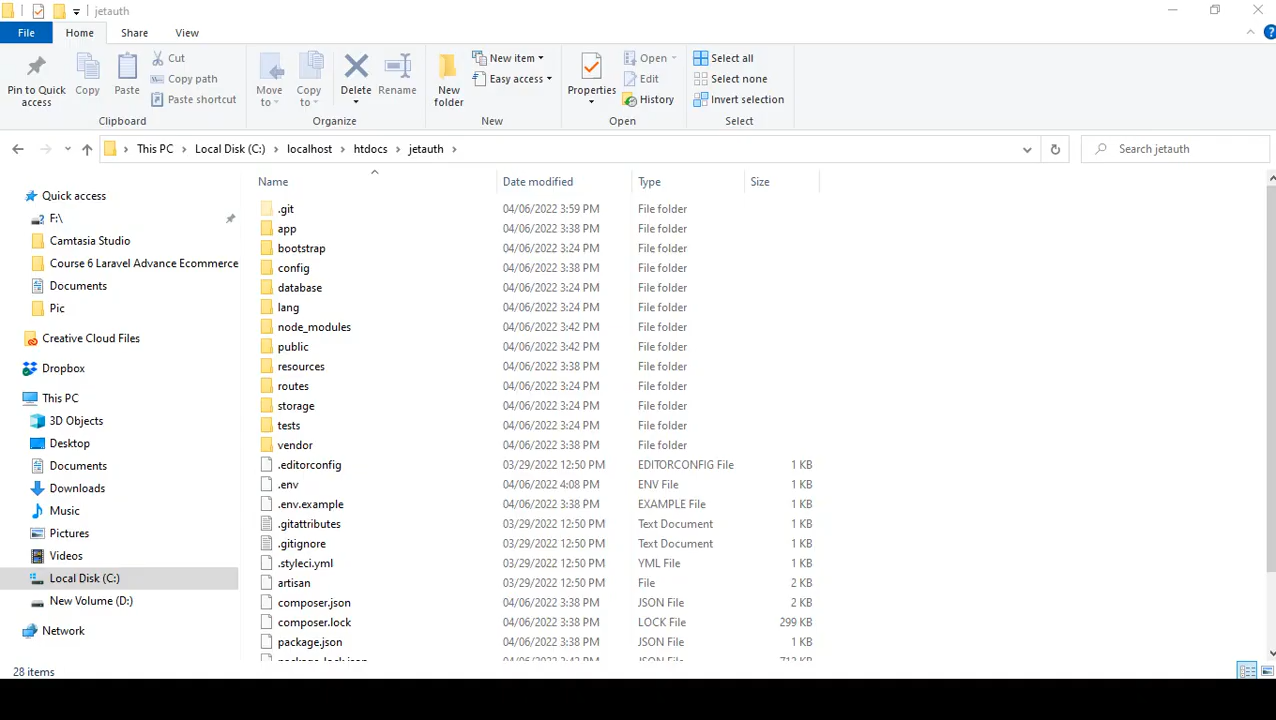 jetauth
File Home Share View
Pin to Quick access
Copy
Paste
Cut
Copy path
Paste shortcut
Clipboard
Move to
Copy to
Delete
Rename
Organize
New folder
New item
Easy access
New
Properties
Open
Edit
History
Open
Select all
Select none
Invert selection
Select
This PC Local Disk (C:) localhost htdocs jetauth
Search jetauth
Quick access
F:\
Camtasia Studio
Course 6 Laravel Advance Ecommerce
Documents
Pic
Creative Cloud Files
Dropbox
This PC
3D Objects
Desktop
Documents
Downloads
Music
Pictures
Videos
Local Disk (C:)
New Volume (D:)
Network
Name Date modified Type Size
.git 04/06/2022 3:59 PM File folder
app 04/06/2022 3:38 PM File folder
bootstrap 04/06/2022 3:24 PM File folder
config 04/06/2022 3:38 PM File folder
database 04/06/2022 3:24 PM File folder
lang 04/06/2022 3:24 PM File folder
node_modules 04/06/2022 3:42 PM File folder
public 04/06/2022 3:42 PM File folder
resources 04/06/2022 3:38 PM File folder
routes 04/06/2022 3:24 PM File folder
storage 04/06/2022 3:24 PM File folder
tests 04/06/2022 3:24 PM File folder
vendor 04/06/2022 3:38 PM File folder
.editorconfig 03/29/2022 12:50 PM EDITORCONFIG File 1 KB
.env 04/06/2022 4:08 PM ENV File 1 KB
.env.example 04/06/2022 3:38 PM EXAMPLE File 1 KB
.gitattributes 03/29/2022 12:50 PM Text Document 1 KB
.gitignore 03/29/2022 12:50 PM Text Document 1 KB
.styleci.yml 03/29/2022 12:50 PM YML File 1 KB
artisan 03/29/2022 12:50 PM File 2 KB
composer.json 04/06/2022 3:38 PM JSON File 2 KB
composer.lock 04/06/2022 3:38 PM LOCK File 299 KB
package.json 04/06/2022 3:38 PM JSON File 1 KB
28 items